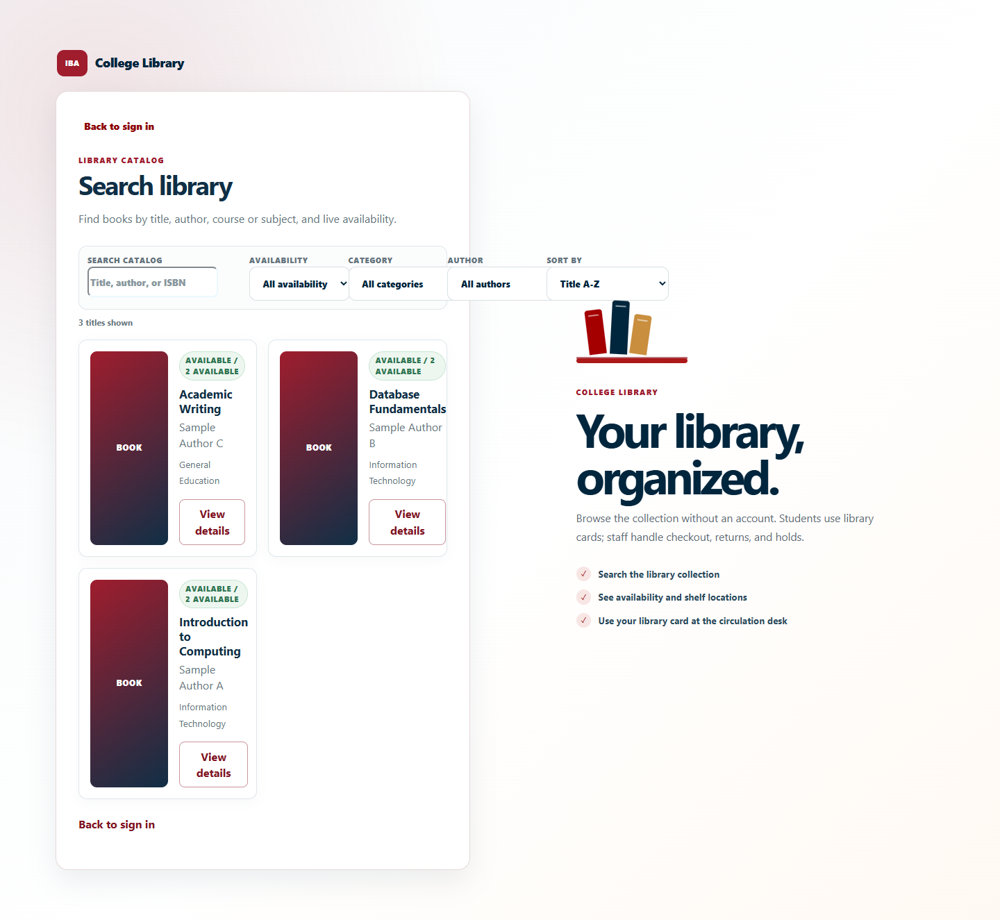 IBA
College Library
Back to sign in
LIBRARY CATALOG
Search library
Find books by title, author, course or subject, and live availability.
SEARCH CATALOG
Title, author, or ISBN
AVAILABILITY
All availability
CATEGORY
All categories
AUTHOR
All authors
SORT BY
Title A-Z
3 titles shown
BOOK
AVAILABLE /
2 AVAILABLE
Academic
Writing
Sample
Author C
General
Education
View
details
BOOK
AVAILABLE / 2
AVAILABLE
Database
Fundamentals
Sample Author
B
Information
Technology
View
details
BOOK
AVAILABLE /
2 AVAILABLE
Introduction
to
Computing
Sample
Author A
Information
Technology
View
details
Back to sign in
COLLEGE LIBRARY
Your library,
organized.
Browse the collection without an account. Students use library
cards; staff handle checkout, returns, and holds.
✓ Search the library collection
✓ See availability and shelf locations
✓ Use your library card at the circulation desk